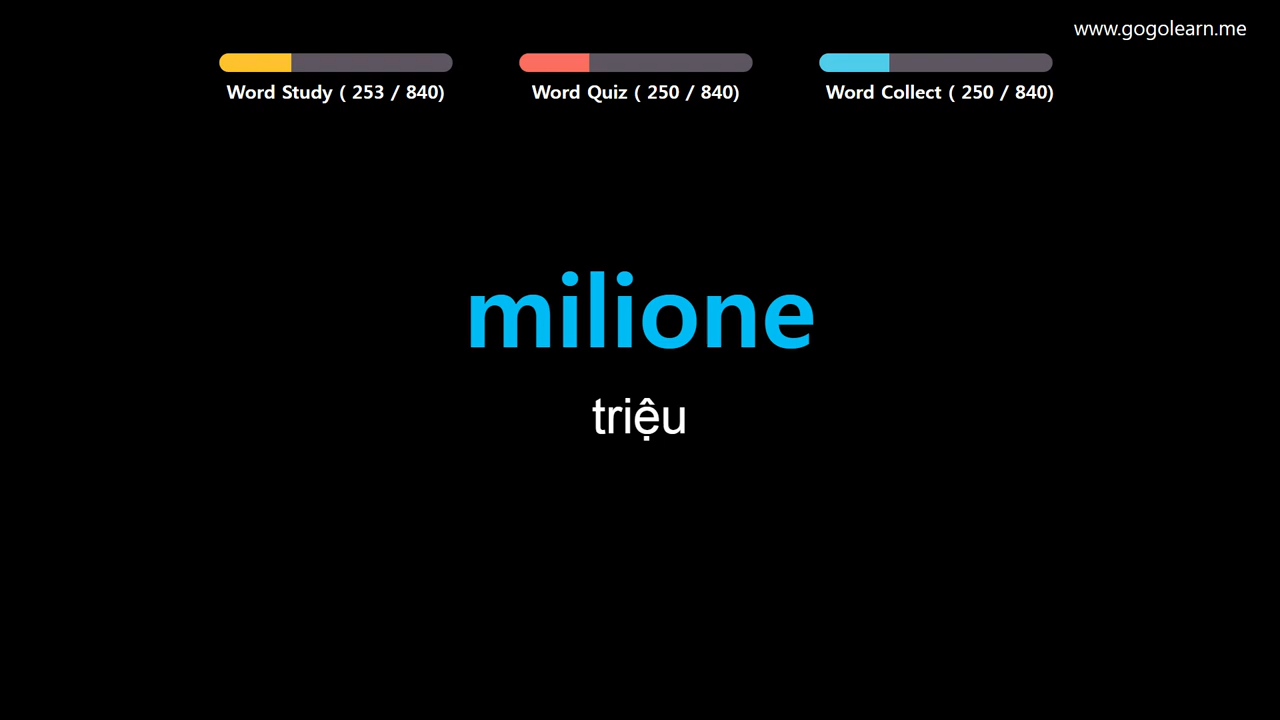 www.gogolearn.me
Word Study ( 253 / 840)
Word Quiz ( 250 / 840)
Word Collect ( 250 / 840)
milione
triệu